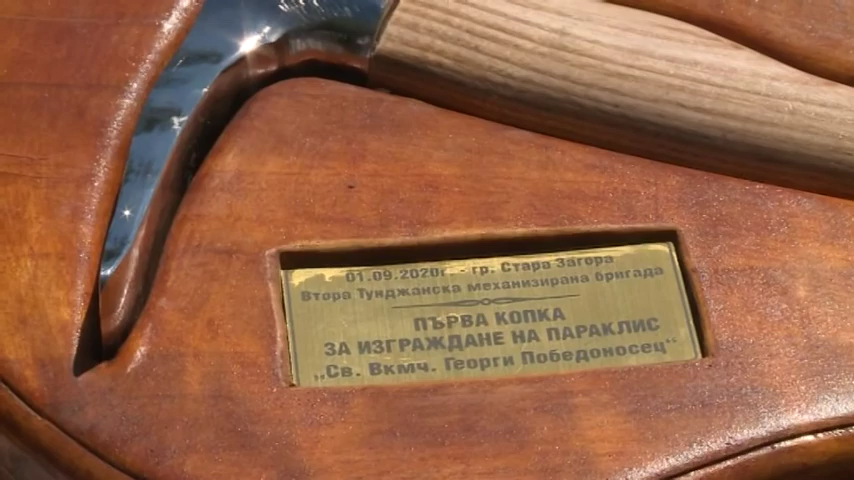 01.09.2020г. - гр. Стара Загора
Втора Тунджанска механизирана бригада
ПЪРВА КОПКА
ЗА ИЗГРАЖДАНЕ НА ПАРАКЛИС
„Св. Вкмч. Георги Победоносец“